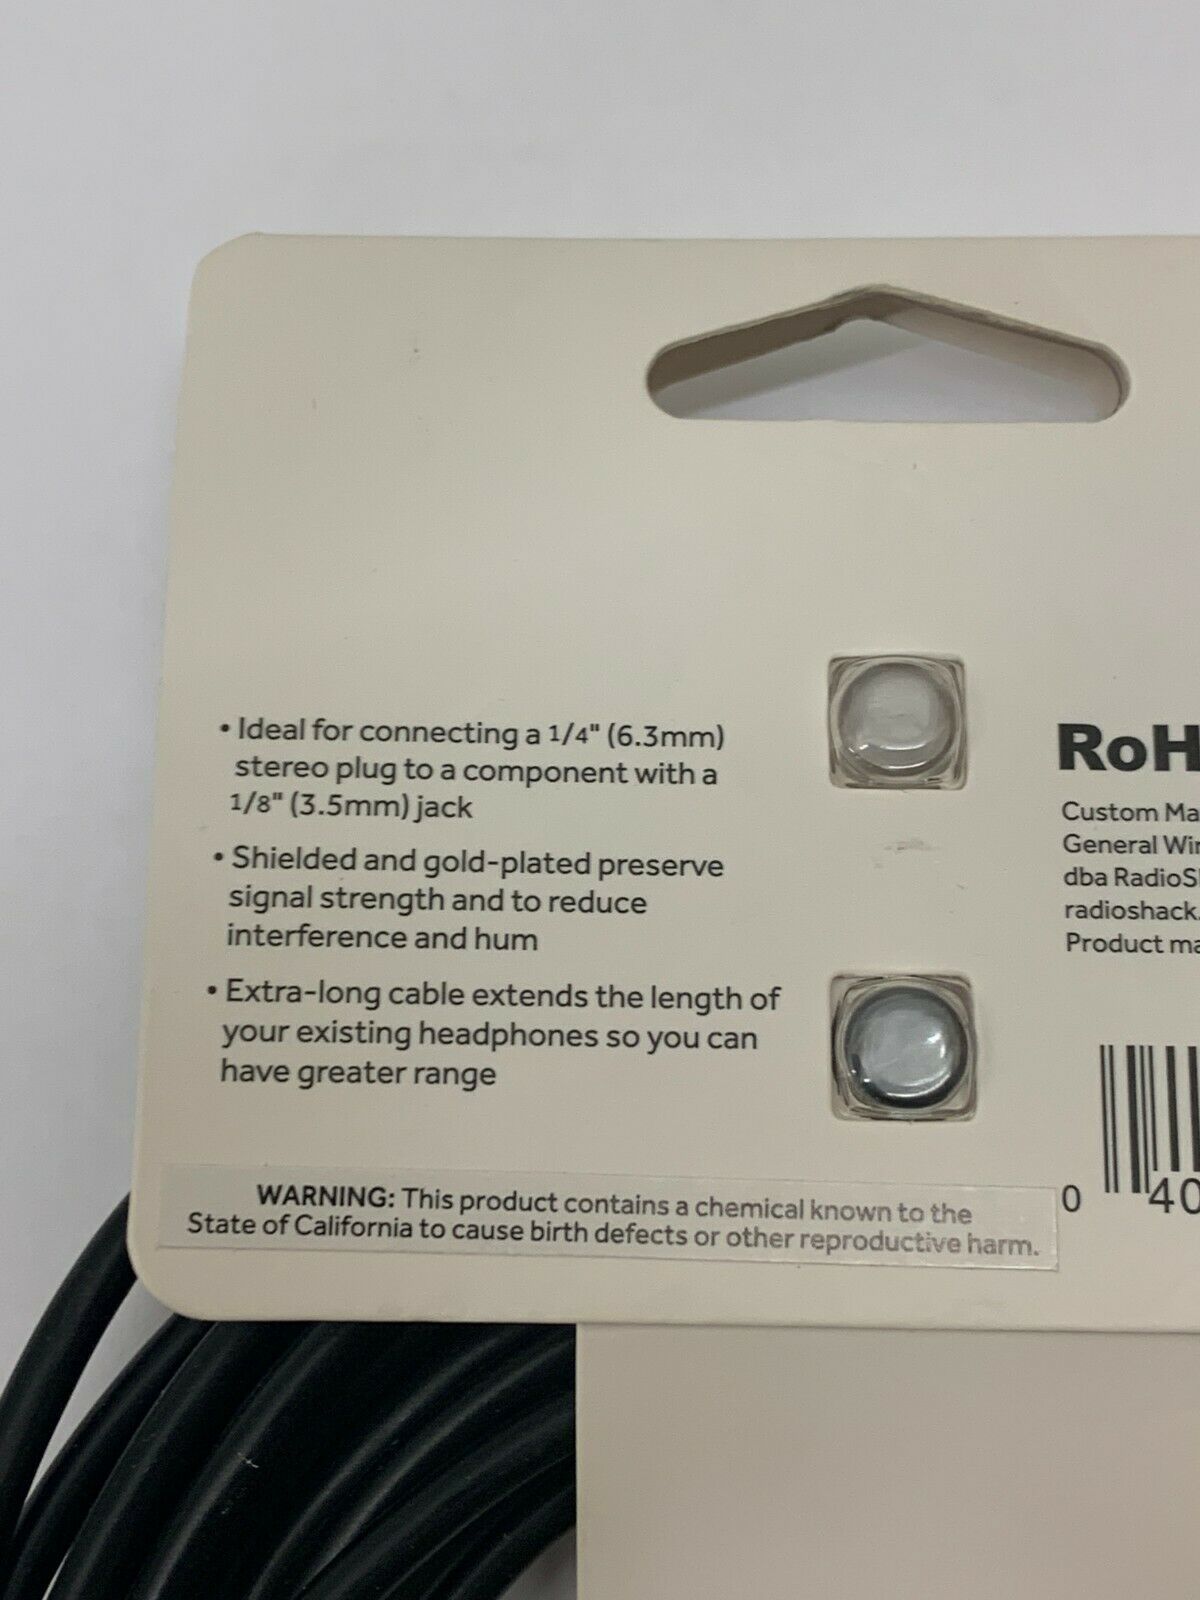 • Ideal for connecting a 1/4" (6.3mm)
stereo plug to a component with a
1/8" (3.5mm) jack
• Shielded and gold-plated preserve
signal strength and to reduce
interference and hum
• Extra-long cable extends the length of
your existing headphones so you can
have greater range
WARNING: This product contains a chemical known to the
State of California to cause birth defects or other reproductive harm.
RoH
Custom Ma
General Wir
dba RadioS
radioshack.
Product ma
0 40